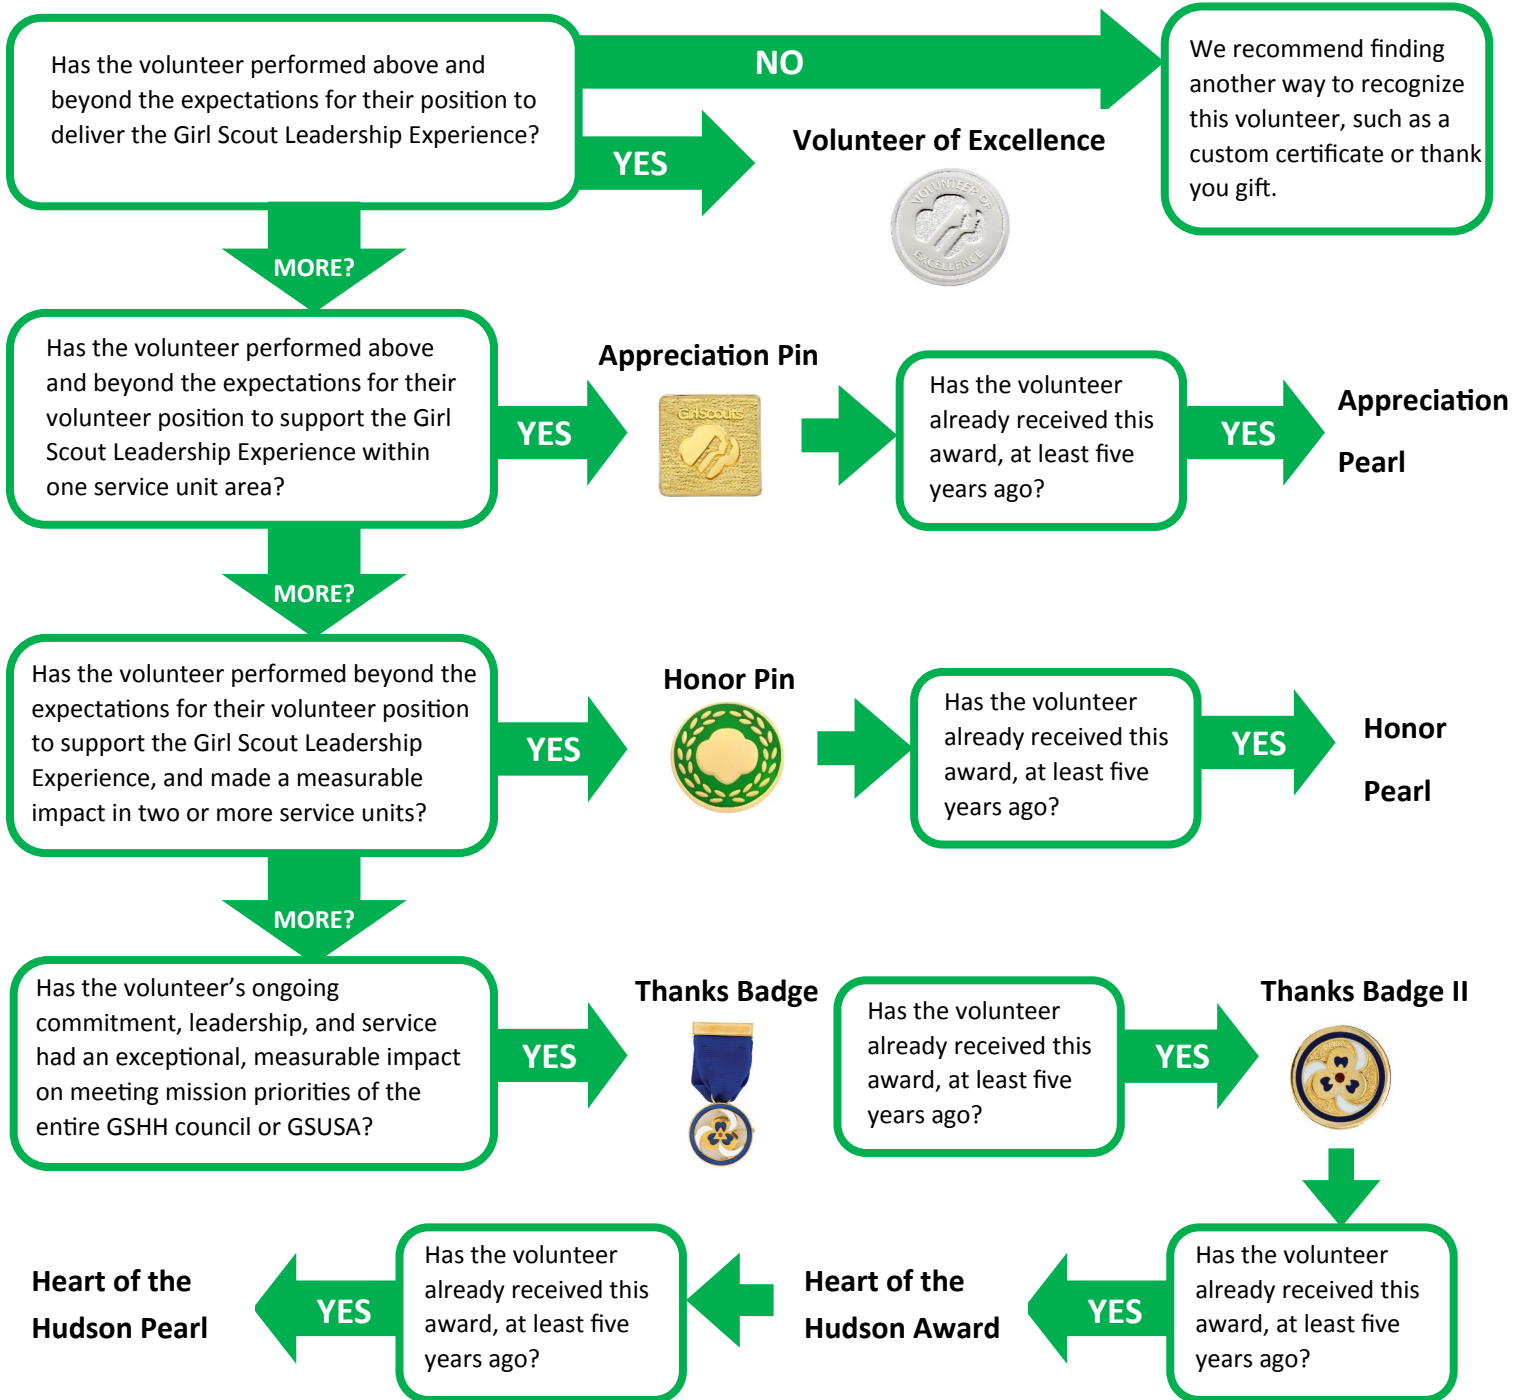 Has the volunteer performed above and
beyond the expectations for their position to
deliver the Girl Scout Leadership Experience?
NO
We recommend finding
another way to recognize
this volunteer, such as a
custom certificate or thank
you gift.
YES
Volunteer of Excellence
VOLUNTEER OF
EXCELLENCE
MORE?
Has the volunteer performed above
and beyond the expectations for their
volunteer position to support the Girl
Scout Leadership Experience within
one service unit area?
YES
Appreciation Pin
GirlScouts
Has the volunteer
already received this
award, at least five
years ago?
YES
Appreciation
Pearl
MORE?
Has the volunteer performed beyond the
expectations for their volunteer position
to support the Girl Scout Leadership
Experience, and made a measurable
impact in two or more service units?
YES
Honor Pin
Has the volunteer
already received this
award, at least five
years ago?
YES
Honor
Pearl
MORE?
Has the volunteer’s ongoing
commitment, leadership, and service
had an exceptional, measurable impact
on meeting mission priorities of the
entire GSHH council or GSUSA?
YES
Thanks Badge
Has the volunteer
already received this
award, at least five
years ago?
YES
Thanks Badge II
Has the volunteer
already received this
award, at least five
years ago?
YES
Heart of the
Hudson Award
Has the volunteer
already received this
award, at least five
years ago?
YES
Heart of the
Hudson Pearl